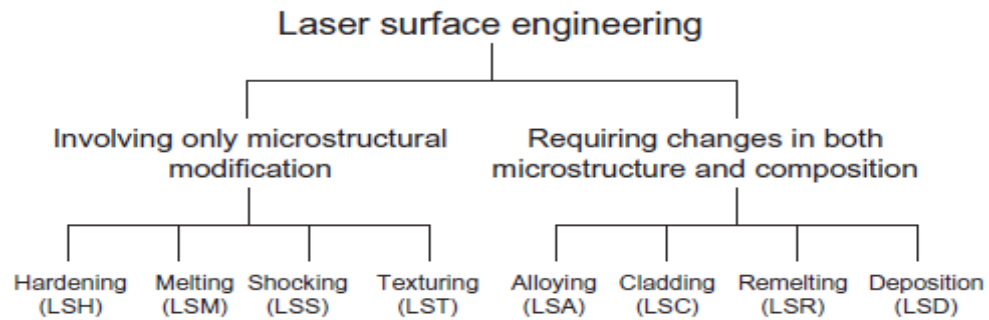 Laser surface engineering
Involving only microstructural
modification
Requiring changes in both
microstructure and composition
Hardening
(LSH)
Melting
(LSM)
Shocking
(LSS)
Texturing
(LST)
Alloying
(LSA)
Cladding
(LSC)
Remelting
(LSR)
Deposition
(LSD)